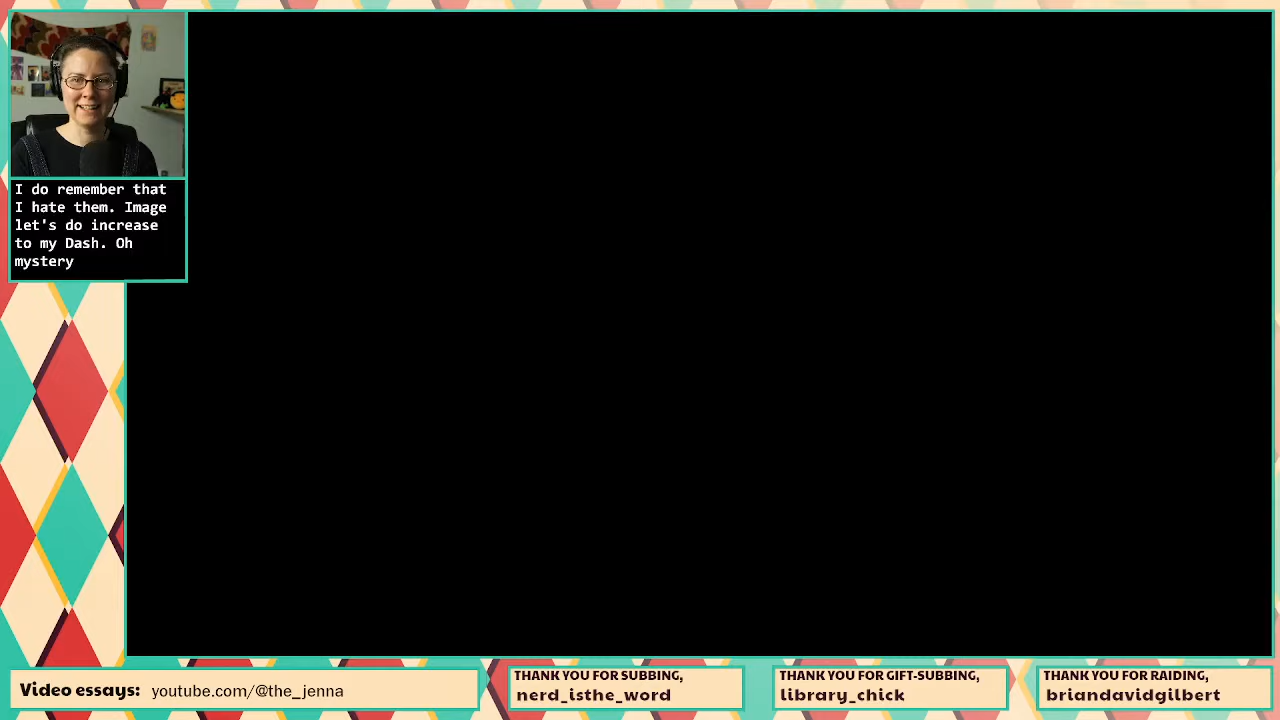 I do remember that
I hate them. Image
let's do increase
to my Dash. Oh
mystery
Video essays: youtube.com/@the_jenna
THANK YOU FOR SUBBING,
nerd_isthe_word
THANK YOU FOR GIFT-SUBBING,
library_chick
THANK YOU FOR RAIDING,
briandavidgilbert